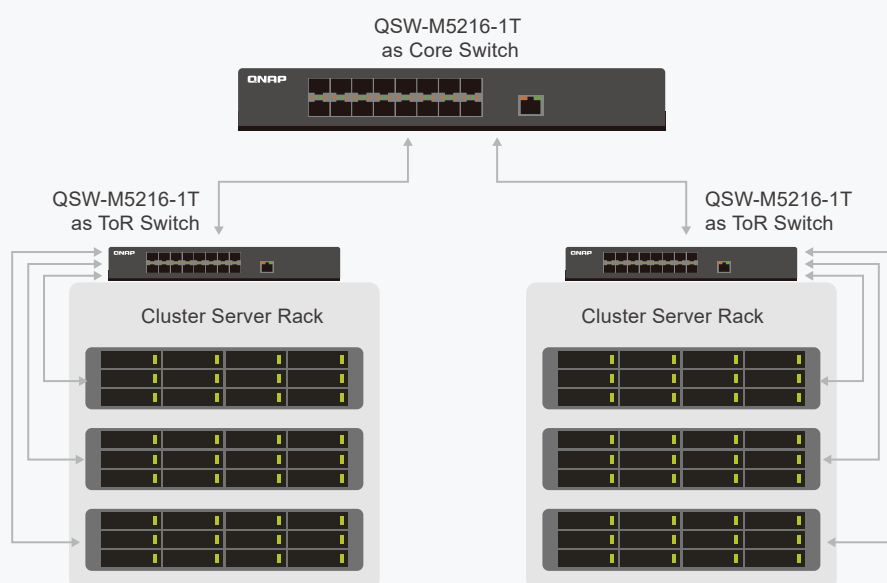 QSW-M5216-1T
as Core Switch
QNAP
QSW-M5216-1T
as ToR Switch
QSW-M5216-1T
as ToR Switch
QNAP
QNAP
Cluster Server Rack
Cluster Server Rack